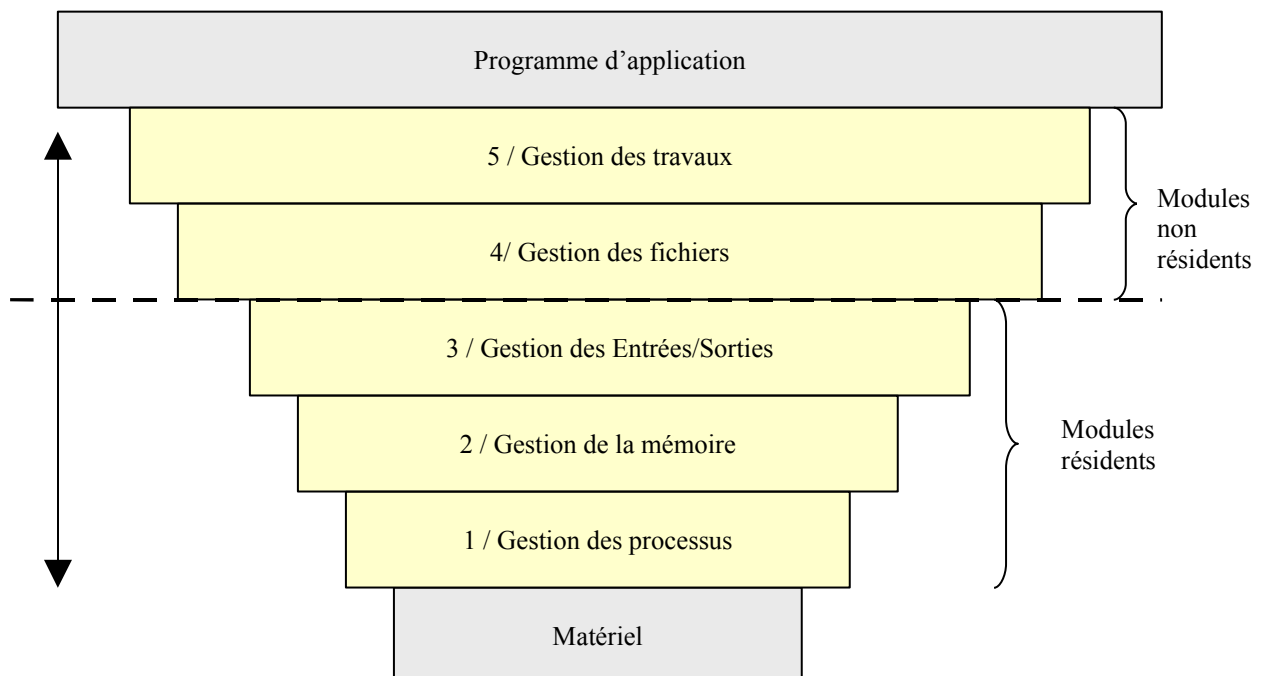 Programme d’application
5 / Gestion des travaux
4/ Gestion des fichiers
Modules
non
résidents
3 / Gestion des Entrées/Sorties
2 / Gestion de la mémoire
Modules
résidents
1 / Gestion des processus
Matériel